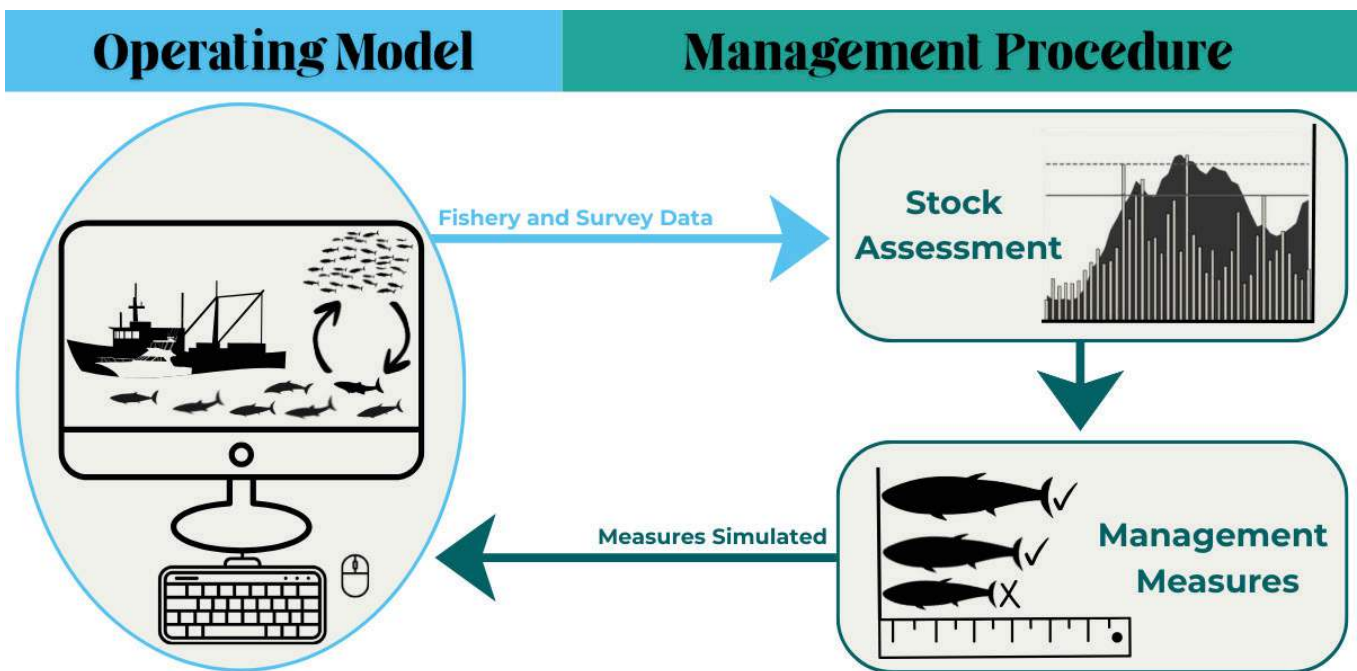 Operating Model
Management Procedure
Fishery and Survey Data
Stock
Assessment
Measures Simulated
Management
Measures